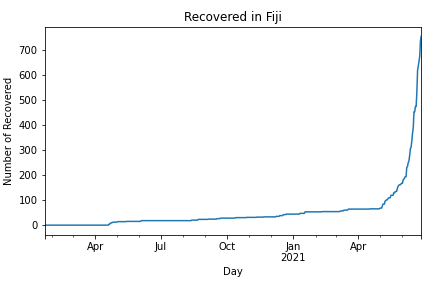 Recovered in Fiji
Number of Recovered
700
600
500
400
300
200
100
0
Apr
Jul
Oct
Jan
2021
Apr
Day